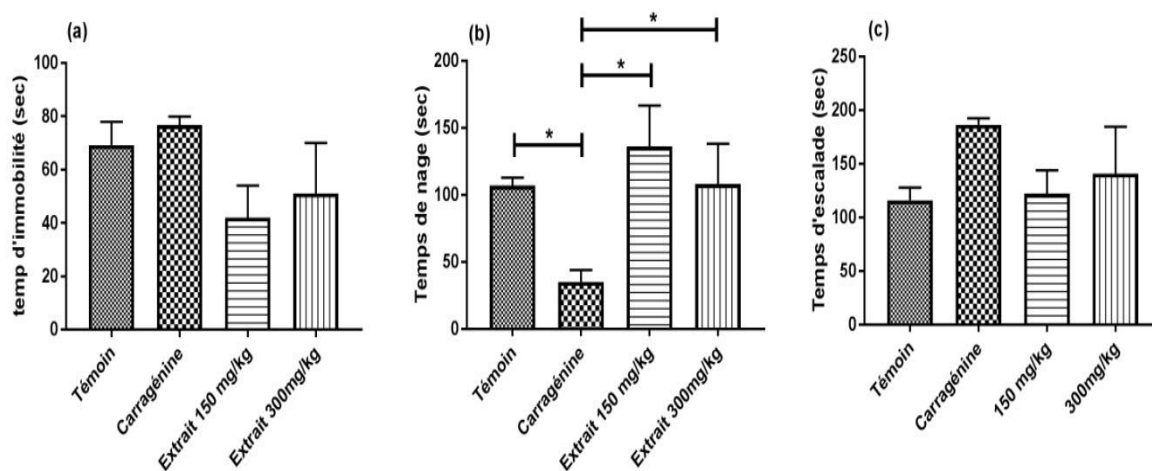 (a)
temp d'immobilité (sec)
100
80
60
40
20
0
Témoin
Carragénine
Extrait 150 mg/kg
Extrait 300mg/kg
(b)
Temps de nage (sec)
200
150
100
50
0
*
*
*
Témoin
Carragénine
Extrait 150 mg/kg
Extrait 300mg/kg
(c)
Temps d'escalade (sec)
250
200
150
100
50
0
Témoin
Carragénine
150 mg/kg
300mg/kg